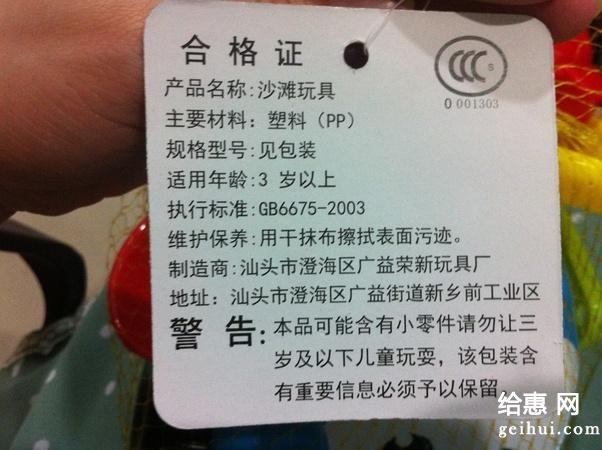 合格证
CCC S
0 001303
产品名称:沙滩玩具
主要材料：塑料（PP）
规格型号:见包装
适用年龄:3 岁以上
执行标准:GB6675-2003
维护保养:用干抹布擦拭表面污迹。
制造商:汕头市澄海区广益荣新玩具厂
地址：汕头市澄海区广益街道新乡前工业区
警告:本品可能含有小零件请勿让三
岁及以下儿童玩耍，该包装含
有重要信息必须予以保留。
给惠 网
geihui.com